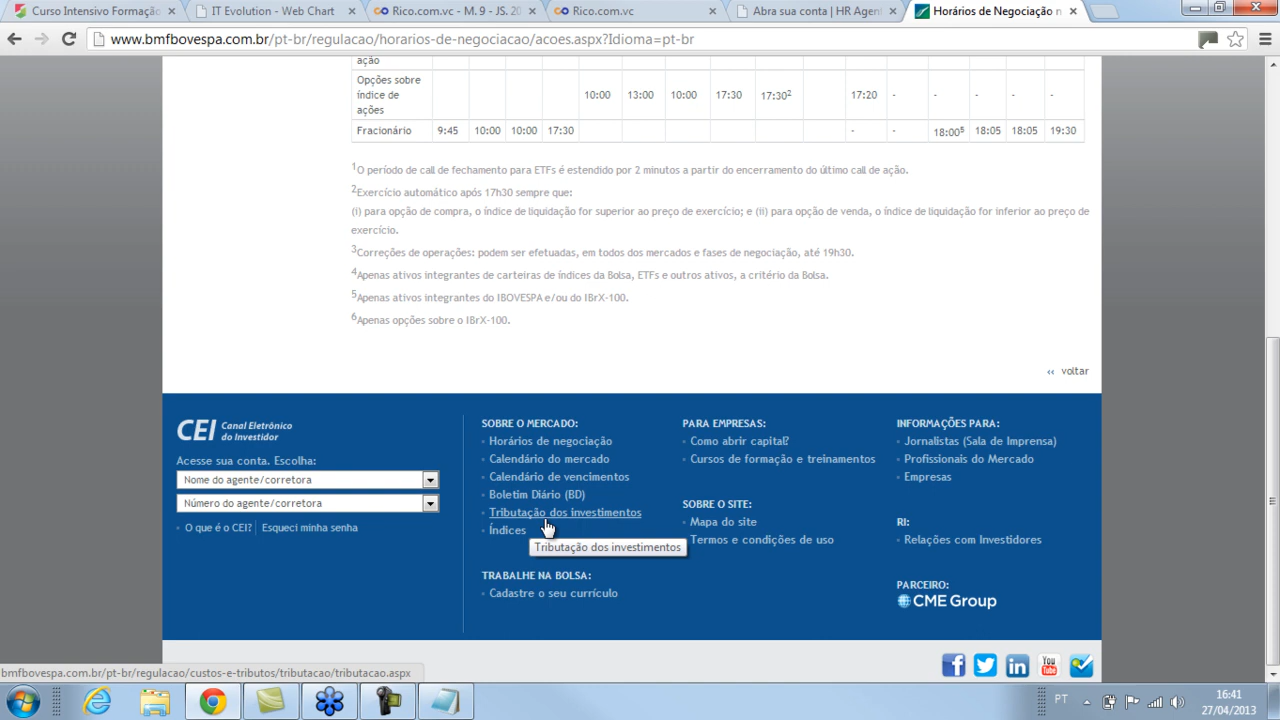 Curso Intensivo Formação
IT Evolution - Web Chart
Rico.com.vc - M. 9 - JS. 20
Rico.com.vc
Abra sua conta | HR Agent
Horários de Negociação n
www.bmfbovespa.com.br/pt-br/regulacao/horarios-de-negociacao/acoes.aspx?Idioma=pt-br
ação
Opções sobre
índice de
ações
10:00 13:00 10:00 17:30 17:30² 17:20 - - - - -
Fracionário 9:45 10:00 10:00 17:30 - - 18:00⁵ 18:05 18:05 19:30
¹O período de call de fechamento para ETFs é estendido por 2 minutos a partir do encerramento do último call de ação.
²Exercício automático após 17h30 sempre que:
(i) para opção de compra, o índice de liquidação for superior ao preço de exercício; e (ii) para opção de venda, o índice de liquidação for inferior ao preço de
exercício.
³Correções de operações: podem ser efetuadas, em todos dos mercados e fases de negociação, até 19h30.
⁴Apenas ativos integrantes de carteiras de índices da Bolsa, ETFs e outros ativos, a critério da Bolsa.
⁵Apenas ativos integrantes do IBOVESPA e/ou do IBrX-100.
⁶Apenas opções sobre o IBrX-100.
‹‹ voltar
CEI Canal Eletrônico
do Investidor
Acesse sua conta. Escolha:
Nome do agente/corretora
Número do agente/corretora
O que é o CEI? Esqueci minha senha
SOBRE O MERCADO:
Horários de negociação
Calendário do mercado
Calendário de vencimentos
Boletim Diário (BD)
Tributação dos investimentos
Índices
Tributação dos investimentos
TRABALHE NA BOLSA:
Cadastre o seu currículo
PARA EMPRESAS:
Como abrir capital?
Cursos de formação e treinamentos
SOBRE O SITE:
Mapa do site
Termos e condições de uso
INFORMAÇÕES PARA:
Jornalistas (Sala de Imprensa)
Profissionais do Mercado
Empresas
RI:
Relações com Investidores
PARCEIRO:
CME Group
You
Tube
bmfbovespa.com.br/pt-br/regulacao/custos-e-tributos/tributacao/tributacao.aspx
PT
16:41
27/04/2013